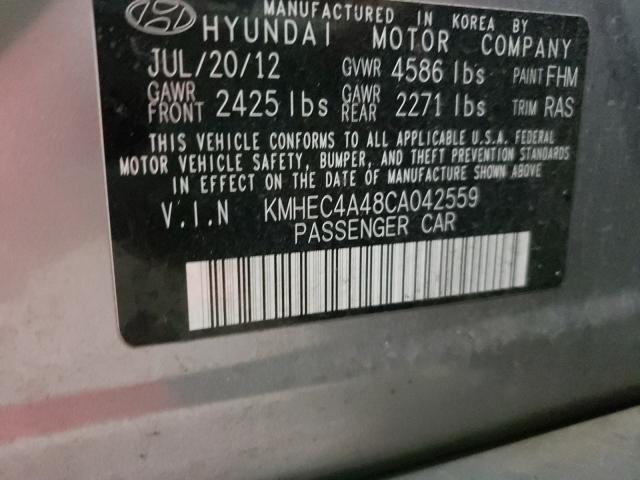 MANUFACTURED IN KOREA BY
HYUNDAI MOTOR COMPANY
JUL/20/12 GVWR 4586 lbs PAINT FHM
GAWR FRONT 2425 lbs GAWR REAR 2271 lbs TRIM RAS
THIS VEHICLE CONFORMS TO ALL APPLICABLE U.S.A. FEDERAL
MOTOR VEHICLE SAFETY, BUMPER, AND THEFT PREVENTION STANDARDS
IN EFFECT ON THE DATE OF MANUFACTURE SHOWN ABOVE
V.I.N KMHEC4A48CA042559
PASSENGER CAR